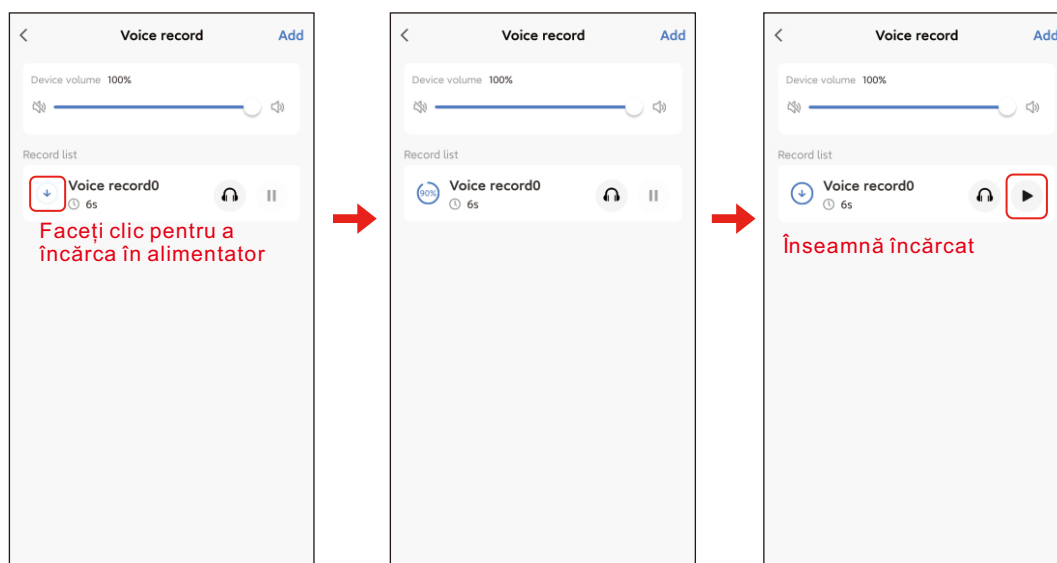 Voice record Add
Device volume 100%
Record list
Voice record0
6s
Faceți clic pentru a
încărca în alimentator
Voice record Add
Device volume 100%
Record list
90%
Voice record0
6s
Voice record Add
Device volume 100%
Record list
Voice record0
6s
Înseamnă încărcat